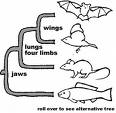 wings
lungs
four limbs
jaws
roll over to see alternative tree